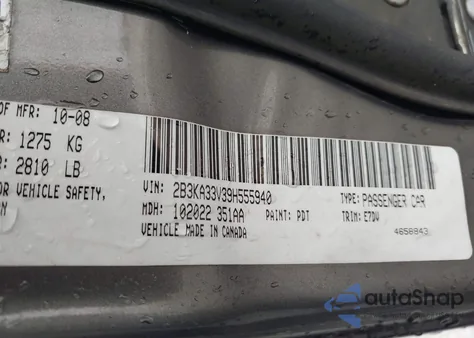 OF MFR: 10-08
R: 1275 KG
R: 2810 LB
OR VEHICLE SAFETY,
N
VIN: 2B3KA33V39H555940
TYPE: PASSENGER CAR
MDH: 102022 351AA
PAINT: PDT
TRIM: E7DV
VEHICLE MADE IN CANADA
4658843
eautoShap